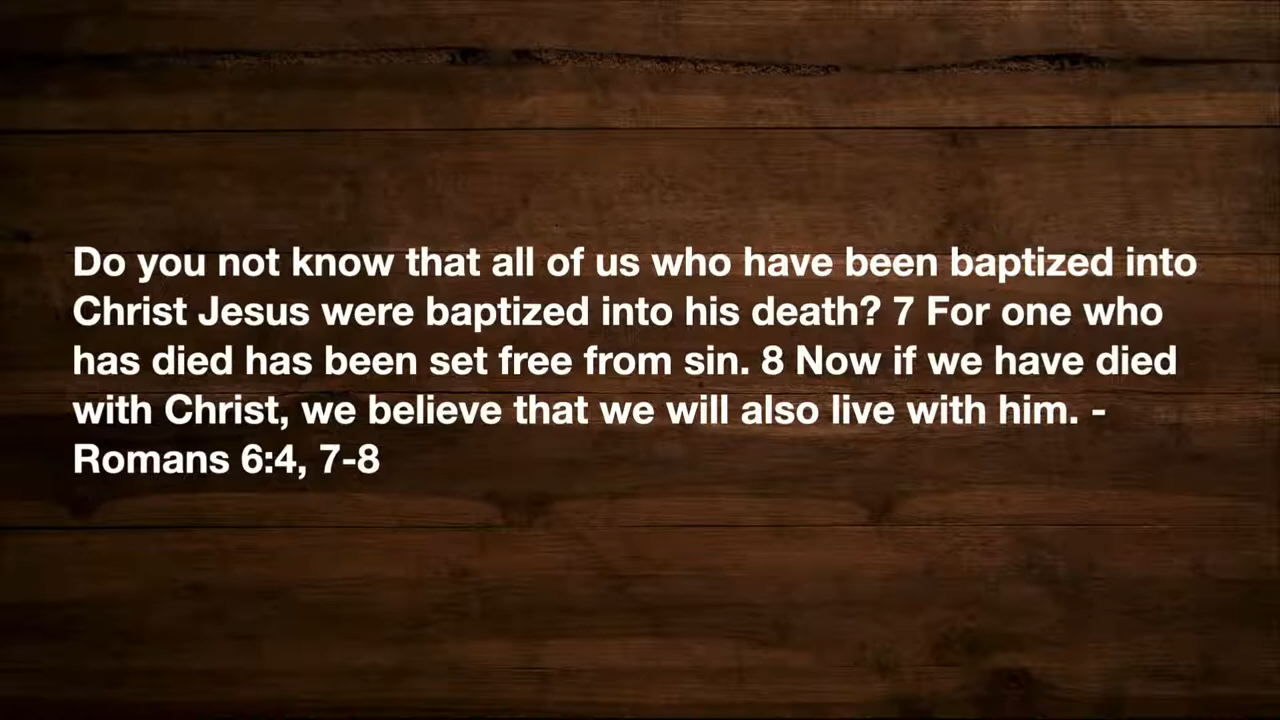 Do you not know that all of us who have been baptized into
Christ Jesus were baptized into his death? 7 For one who
has died has been set free from sin. 8 Now if we have died
with Christ, we believe that we will also live with him. -
Romans 6:4, 7-8